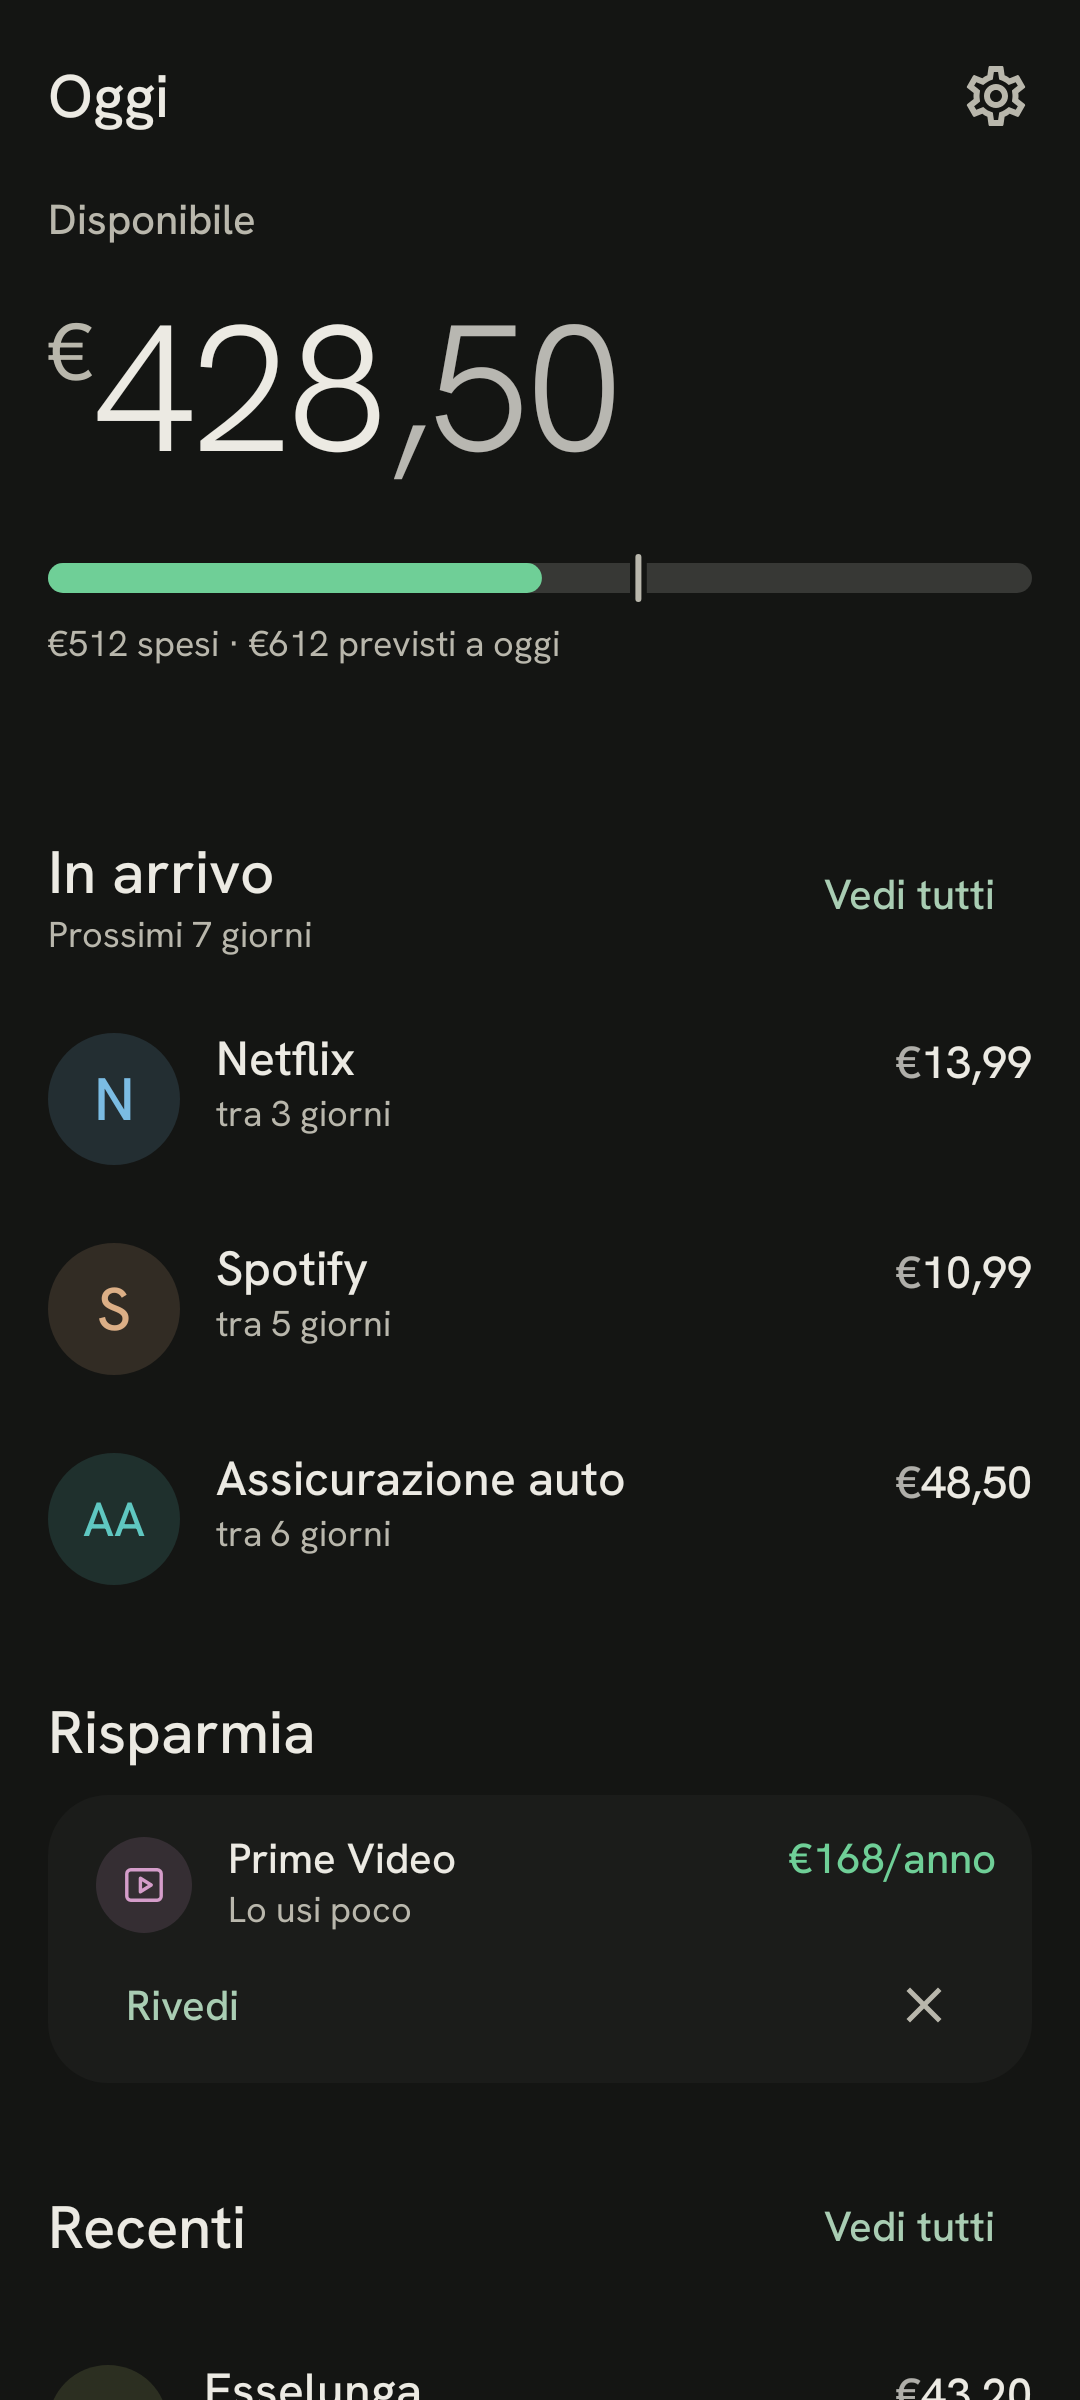 Oggi
Disponibile
€428,50
€512 spesi · €612 previsti a oggi
In arrivo
Vedi tutti
Prossimi 7 giorni
N
Netflix
€13,99
tra 3 giorni
S
Spotify
€10,99
tra 5 giorni
AA
Assicurazione auto
€48,50
tra 6 giorni
Risparmia
Prime Video
€168/anno
Lo usi poco
Rivedi
Recenti
Vedi tutti
Esselunga
€43,20